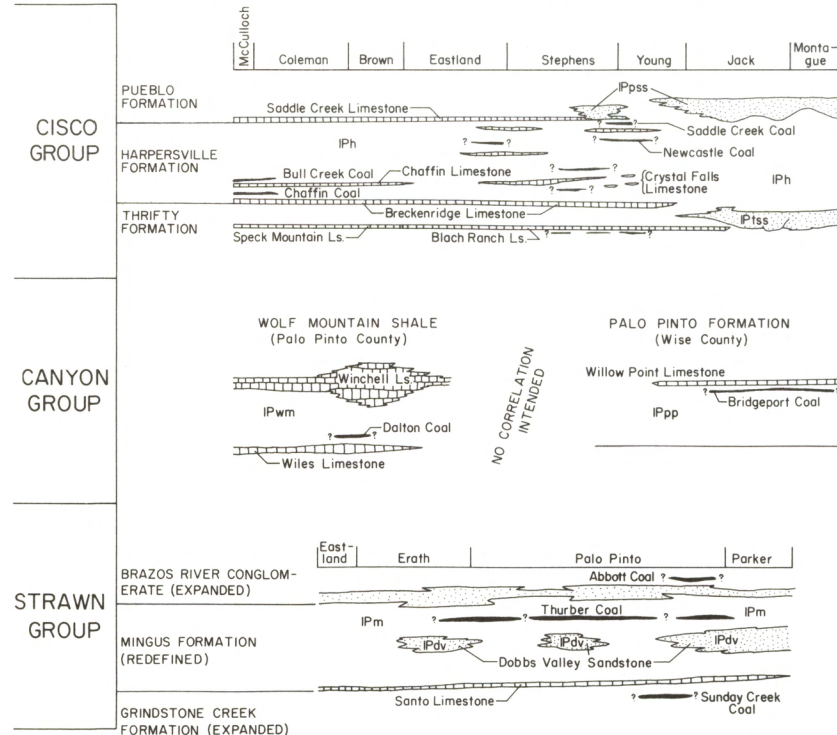 McCulloch
Coleman
Brown
Eastland
Stephens
Young
Jack
Monta-
gue
CISCO
GROUP
PUEBLO
FORMATION
IPpss
Saddle Creek Limestone
Saddle Creek Coal
HARPERSVILLE
FORMATION
IPh
? ?
? ?
? ?
Newcastle Coal
Bull Creek Coal
Chaffin Limestone
? ?
Crystal Falls
Limestone
IPh
Chaffin Coal
? ?
Breckenridge Limestone
THRIFTY
FORMATION
?
IPtss
Speck Mountain Ls.
Blach Ranch Ls.
? ?
CANYON
GROUP
WOLF MOUNTAIN SHALE
(Palo Pinto County)
Winchell Ls.
IPwm
Dalton Coal
? ?
Wiles Limestone
NO CORRELATION
INTENDED
PALO PINTO FORMATION
(Wise County)
Willow Point Limestone
? ?
Bridgeport Coal
IPpp
STRAWN
GROUP
East-
land
Erath
Palo Pinto
Parker
BRAZOS RIVER CONGLOM-
ERATE (EXPANDED)
Abbott Coal
? ?
MINGUS FORMATION
(REDEFINED)
IPm
Thurber Coal
? ? ? ? ?
IPm
IPdv
IPdv
IPdv
Dobbs Valley Sandstone
Santo Limestone
? ?
Sunday Creek
Coal
GRINDSTONE CREEK
FORMATION (EXPANDED)